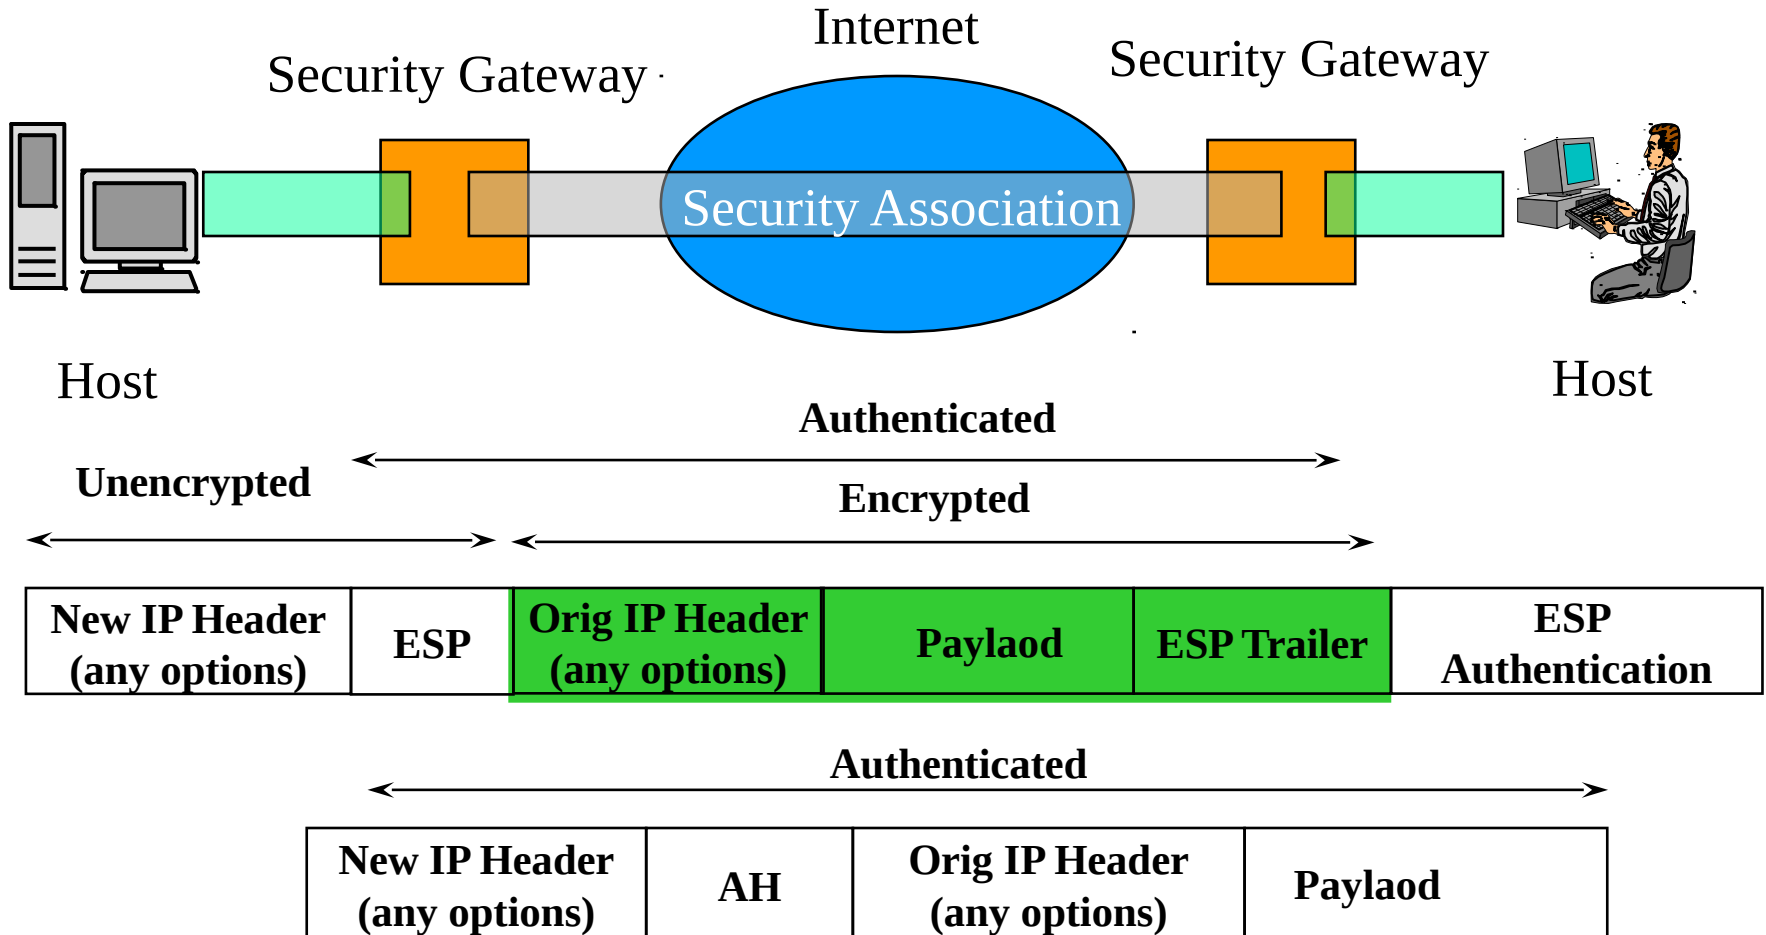 Internet
Security Gateway
Security Gateway
Security Association
Host
Host
Authenticated
Unencrypted
Encrypted
New IP Header
(any options)
ESP
Orig IP Header
(any options)
Paylaod
ESP Trailer
ESP
Authentication
Authenticated
New IP Header
(any options)
AH
Orig IP Header
(any options)
Paylaod